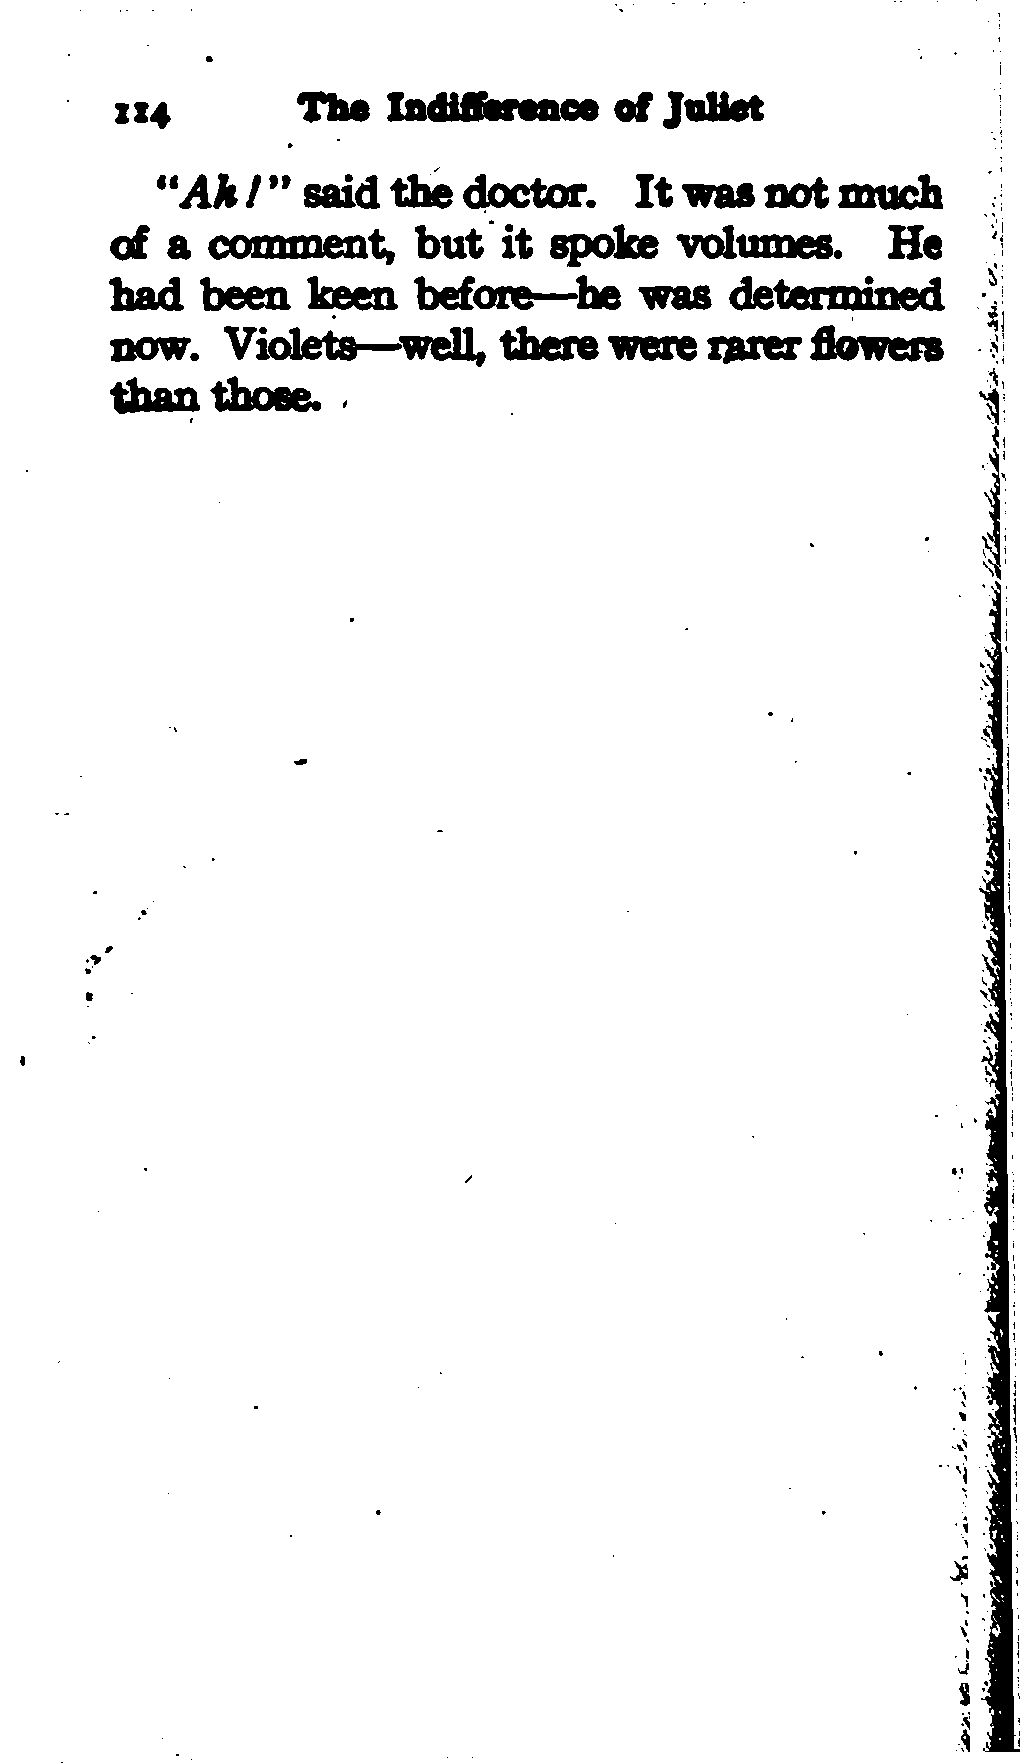 114 The Indifference of Juliet
"Ah!" said the doctor. It was not much
of a comment, but it spoke volumes. He
had been keen before—he was determined
now. Violets—well, there were rarer flowers
than those.